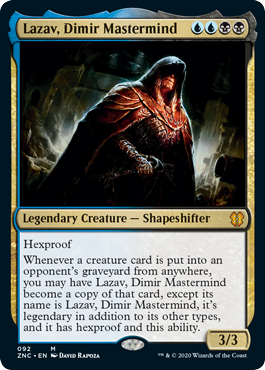 Lazav, Dimir Mastermind
Legendary Creature — Shapeshifter
Hexproof
Whenever a creature card is put into an
opponent's graveyard from anywhere,
you may have Lazav, Dimir Mastermind
become a copy of that card, except its
name is Lazav, Dimir Mastermind, it's
legendary in addition to its other types,
and it has hexproof and this ability.
3/3
092 M
ZNC • EN David Rapoza
™ & © 2020 Wizards of the Coast